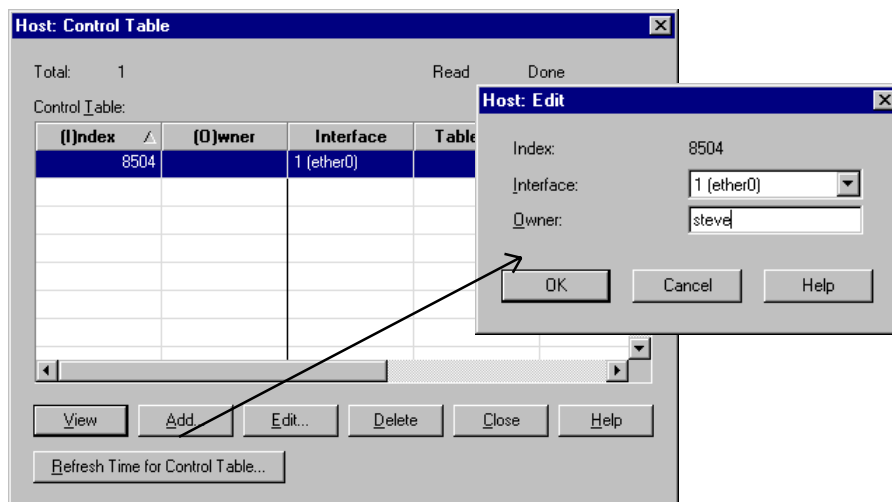 Host: Control Table
Total: 1 Read Done
Control Table:
(I)ndex (O)wner Interface Table
8504 1 (ether0)
View Add... Edit... Delete Close Help
Refresh Time for Control Table...
Host: Edit
Index: 8504
Interface: 1 (ether0)
Owner: steve
OK Cancel Help